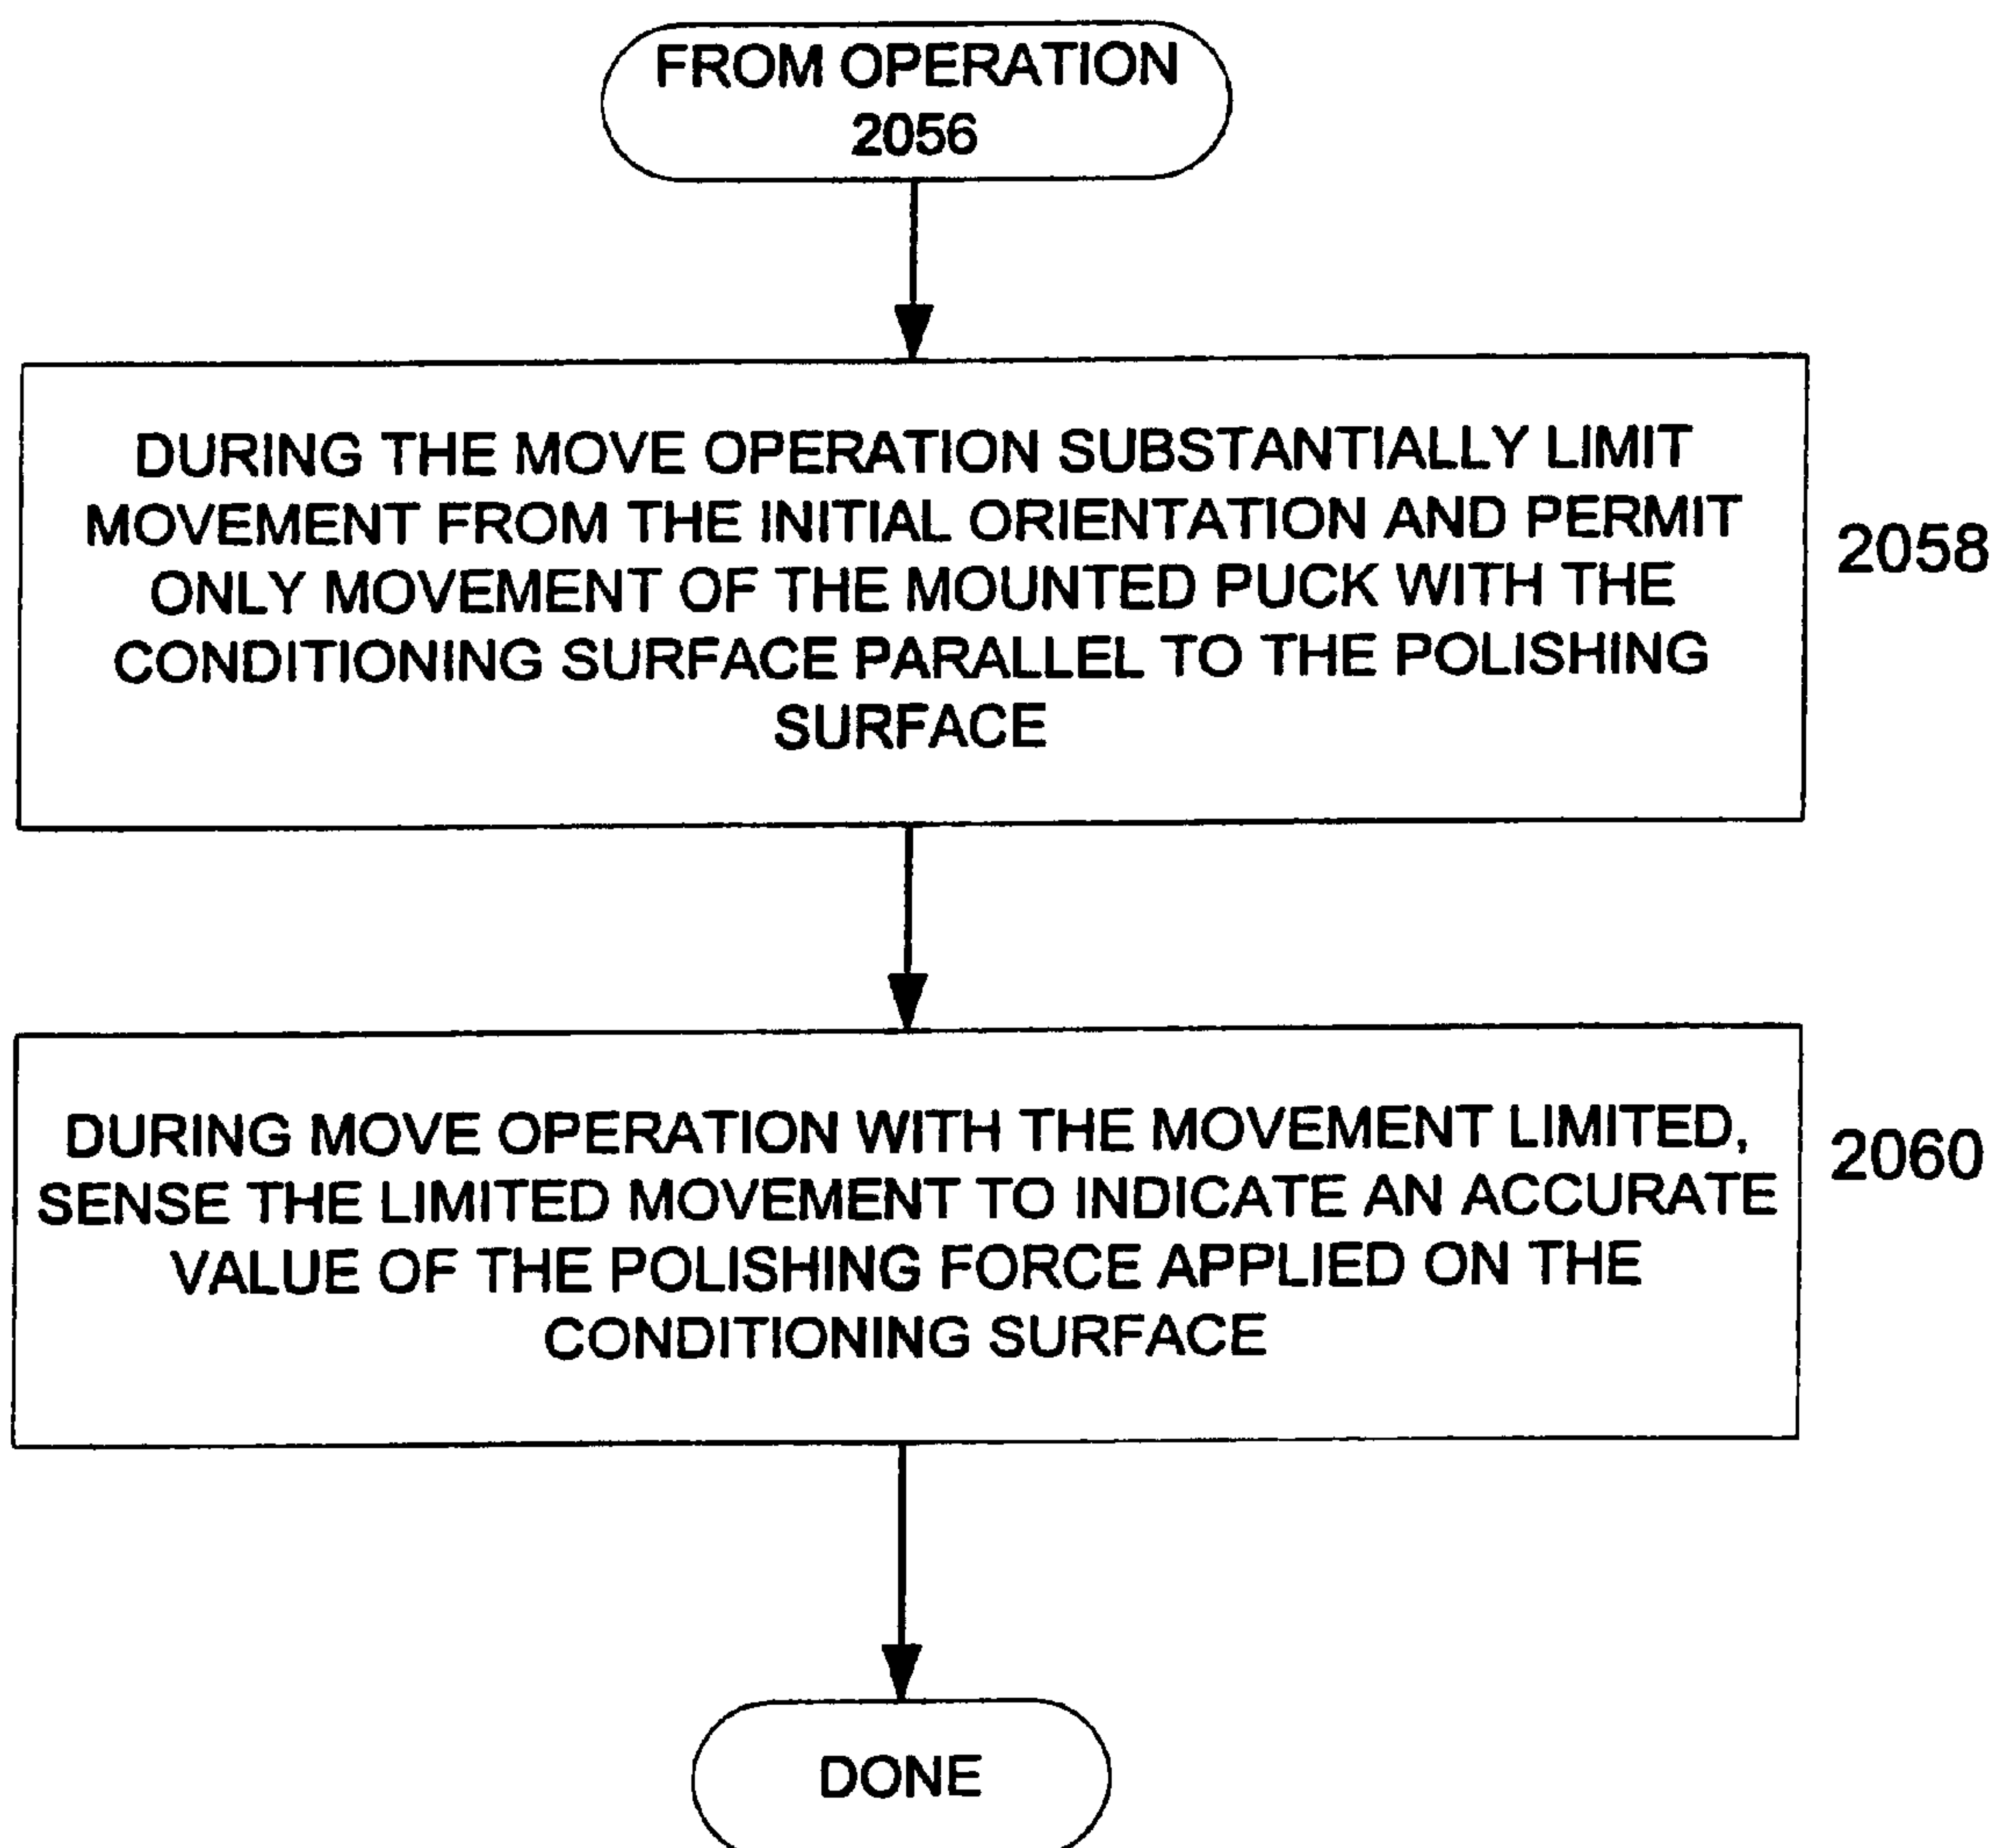 FROM OPERATION
2056
DURING THE MOVE OPERATION SUBSTANTIALLY LIMIT
MOVEMENT FROM THE INITIAL ORIENTATION AND PERMIT
ONLY MOVEMENT OF THE MOUNTED PUCK WITH THE
CONDITIONING SURFACE PARALLEL TO THE POLISHING
SURFACE
2058
DURING MOVE OPERATION WITH THE MOVEMENT LIMITED,
SENSE THE LIMITED MOVEMENT TO INDICATE AN ACCURATE
VALUE OF THE POLISHING FORCE APPLIED ON THE
CONDITIONING SURFACE
2060
DONE